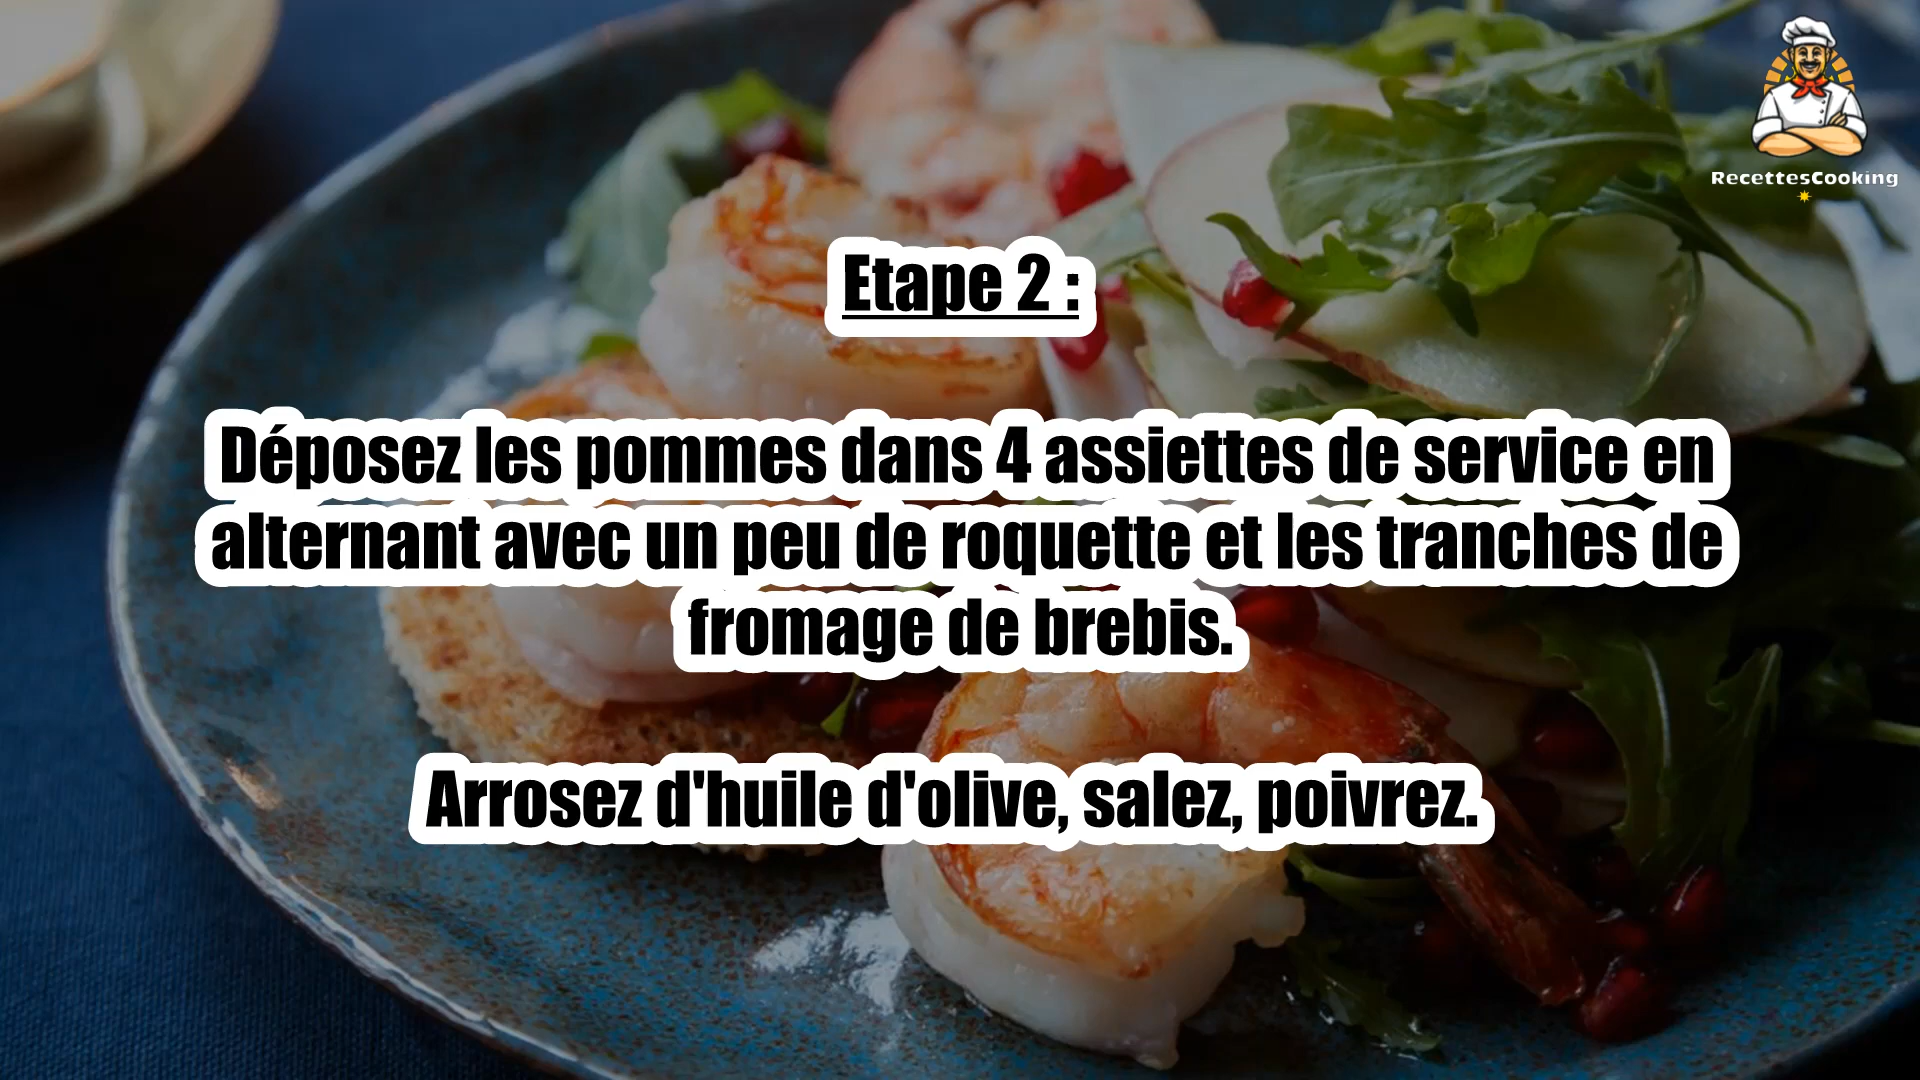 RecettesCooking
Etape 2 :
Déposez les pommes dans 4 assiettes de service en
alternant avec un peu de roquette et les tranches de
fromage de brebis.
Arrosez d'huile d'olive, salez, poivrez.